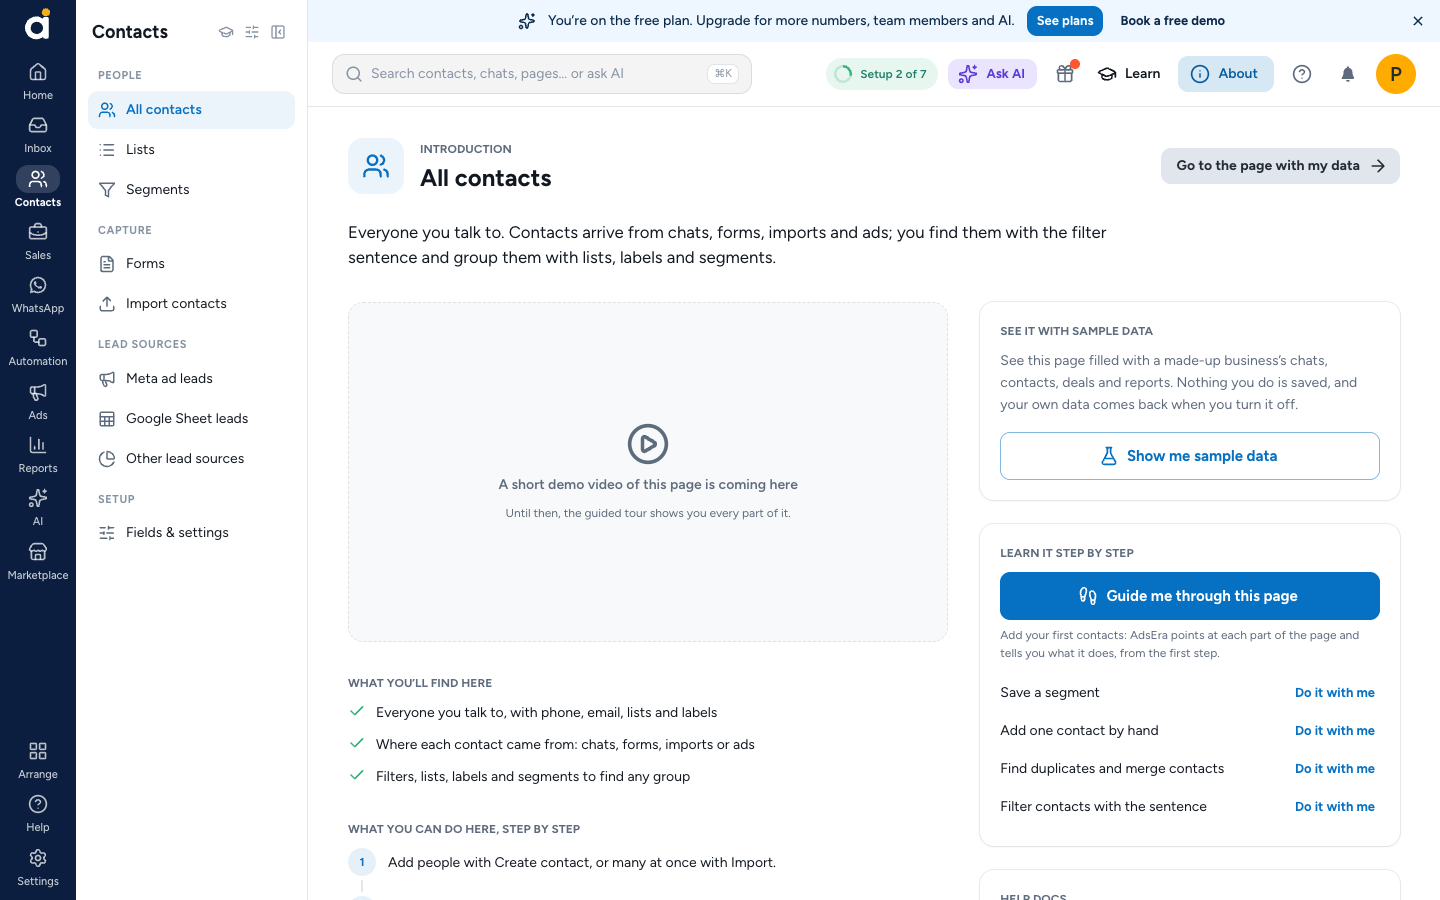 You're on the free plan. Upgrade for more numbers, team members and AI.
See plans
Book a free demo
Home
Inbox
Contacts
Sales
WhatsApp
Automation
Ads
Reports
AI
Marketplace
Arrange
Help
Settings
Contacts
PEOPLE
All contacts
Lists
Segments
CAPTURE
Forms
Import contacts
LEAD SOURCES
Meta ad leads
Google Sheet leads
Other lead sources
SETUP
Fields & settings
Search contacts, chats, pages... or ask AI
⌘K
Setup 2 of 7
Ask AI
Learn
About
P
INTRODUCTION
All contacts
Go to the page with my data
Everyone you talk to. Contacts arrive from chats, forms, imports and ads; you find them with the filter
sentence and group them with lists, labels and segments.
A short demo video of this page is coming here
Until then, the guided tour shows you every part of it.
WHAT YOU'LL FIND HERE
Everyone you talk to, with phone, email, lists and labels
Where each contact came from: chats, forms, imports or ads
Filters, lists, labels and segments to find any group
WHAT YOU CAN DO HERE, STEP BY STEP
1
Add people with Create contact, or many at once with Import.
SEE IT WITH SAMPLE DATA
See this page filled with a made-up business's chats,
contacts, deals and reports. Nothing you do is saved, and
your own data comes back when you turn it off.
Show me sample data
LEARN IT STEP BY STEP
Guide me through this page
Add your first contacts: AdsEra points at each part of the page and
tells you what it does, from the first step.
Save a segment
Do it with me
Add one contact by hand
Do it with me
Find duplicates and merge contacts
Do it with me
Filter contacts with the sentence
Do it with me
HELP DOCS